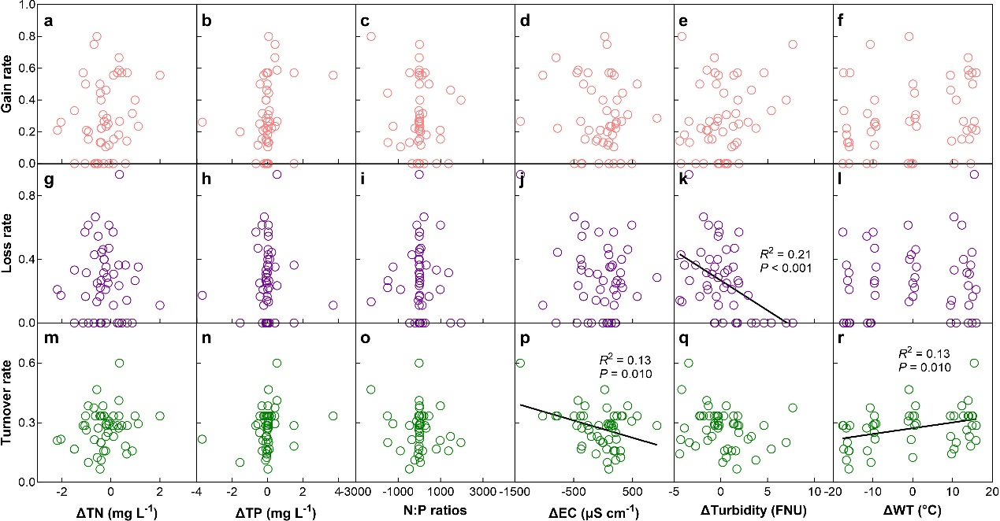 a b c d e f
Gain rate
1.0
0.8
0.6
0.4
0.2
0.0
g h i j k l
Loss rate
0.8
0.4
0.0
R² = 0.21
P < 0.001
m n o p q r
Turnover rate
0.6
0.3
0.0
R² = 0.13
P = 0.010
R² = 0.13
P = 0.010
-2 0 2 -4 -2 0 2 4 -3000 -1000 1000 3000 -1500 -500 500 -5 0 5 10 -20 -10 0 10 20
ΔTN (mg L⁻¹) ΔTP (mg L⁻¹) N:P ratios ΔEC (µS cm⁻¹) ΔTurbidity (FNU) ΔWT (°C)